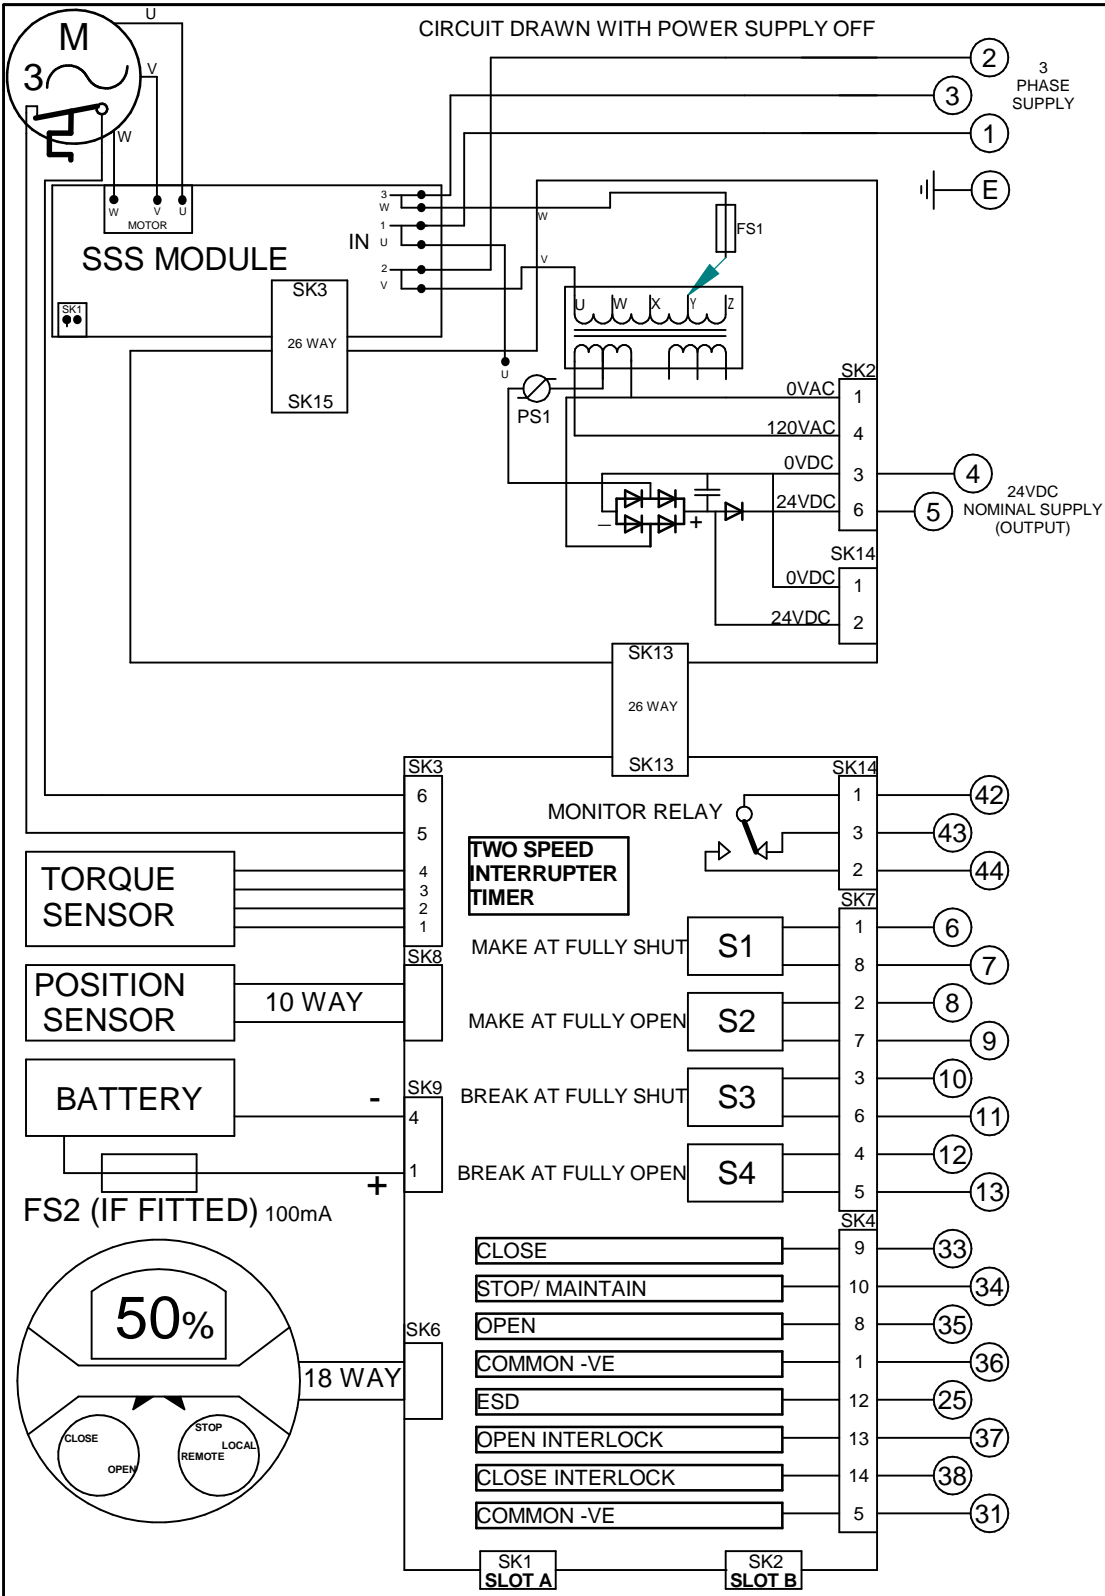 U
CIRCUIT DRAWN WITH POWER SUPPLY OFF
M
3
V
W
2
3
1
3
PHASE
SUPPLY
E
W
V
U
MOTOR
SSS MODULE
IN
3
W
1
U
2
V
W
V
FS1
SK1
SK3
26 WAY
SK15
U
W
X
Y
Z
U
PS1
SK2
0VAC
1
120VAC
4
0VDC
3
4
24VDC
6
5
24VDC
NOMINAL SUPPLY
(OUTPUT)
–
+
SK14
0VDC
1
24VDC
2
SK13
26 WAY
SK13
SK3
6
5
4
3
2
1
TORQUE
SENSOR
TWO SPEED
INTERRUPTER
TIMER
MONITOR RELAY
SK14
1
42
3
43
2
44
SK7
MAKE AT FULLY SHUT
S1
1
6
8
7
MAKE AT FULLY OPEN
S2
2
8
7
9
BREAK AT FULLY SHUT
S3
3
10
6
11
BREAK AT FULLY OPEN
S4
4
12
5
13
SK8
POSITION
SENSOR
10 WAY
SK9
BATTERY
-
4
1
+
FS2 (IF FITTED) 100mA
SK4
CLOSE
9
33
STOP/ MAINTAIN
10
34
OPEN
8
35
COMMON -VE
1
36
ESD
12
25
OPEN INTERLOCK
13
37
CLOSE INTERLOCK
14
38
COMMON -VE
5
31
50%
SK6
18 WAY
CLOSE
OPEN
STOP
LOCAL
REMOTE
SK1
SLOT A
SK2
SLOT B